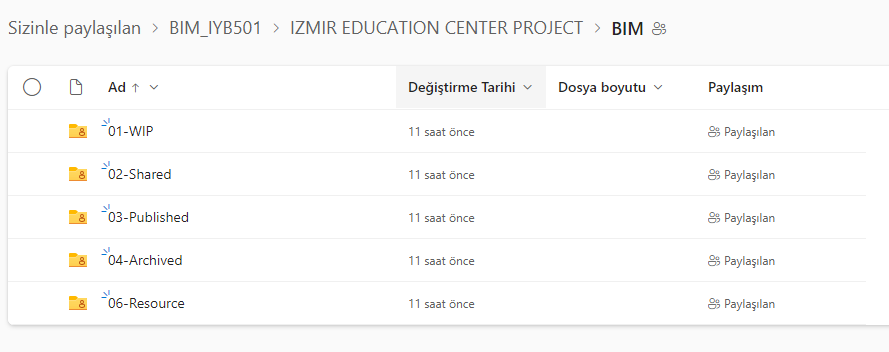 Sizinle paylaşılan > BIM_IYB501 > IZMIR EDUCATION CENTER PROJECT > BIM
Ad ↑ Değiştirme Tarihi Dosya boyutu Paylaşım
01-WIP 11 saat önce Paylaşılan
02-Shared 11 saat önce Paylaşılan
03-Published 11 saat önce Paylaşılan
04-Archived 11 saat önce Paylaşılan
06-Resource 11 saat önce Paylaşılan